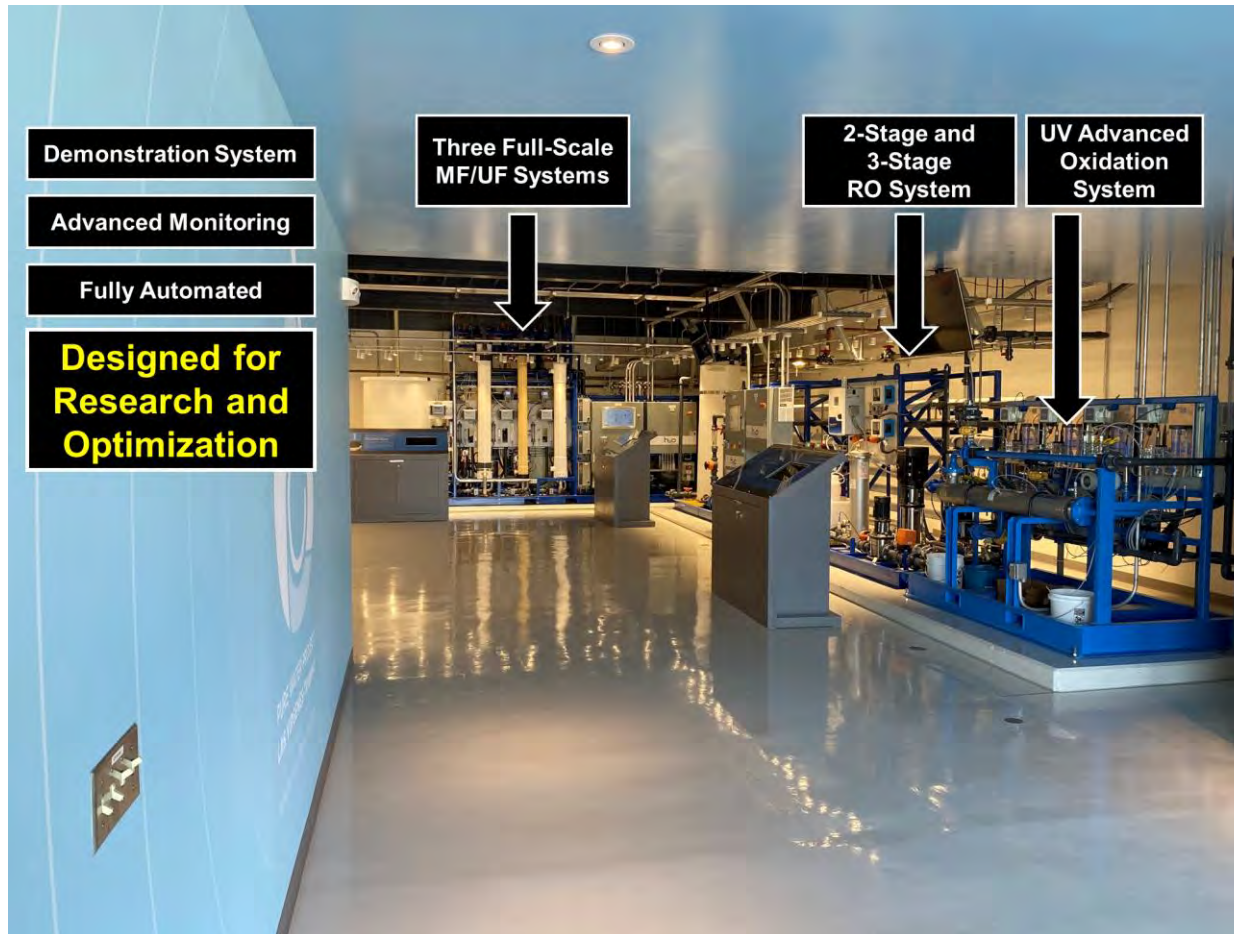 Demonstration System
Advanced Monitoring
Fully Automated
Designed for
Research and
Optimization
Three Full-Scale
MF/UF Systems
2-Stage and
3-Stage
RO System
UV Advanced
Oxidation
System